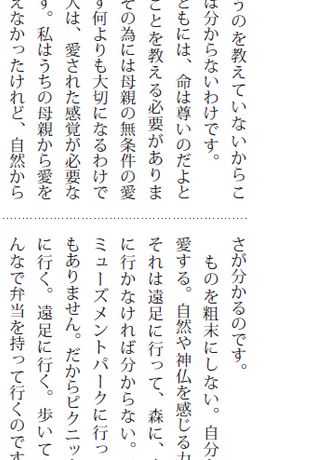 うのを教えていないからこ
は分からないわけです。
ともには、命は尊いのだよと
ことを教える必要がありま
その為には母親の無条件の愛
ず何よりも大切になるわけで
人は、愛された感覚が必要な
す。私はうちの母親から愛を
えなかったけれど、自然から
さが分かるのです。
ものを粗末にしない。自分
愛する。自然や神仏を感じる力
それは遠足に行って、森に、
に行かなければ分からない。
ミューズメントパークに行っ
もありません。だからピクニッ
に行く。遠足に行く。歩いて
んなで弁当を持って行くのです